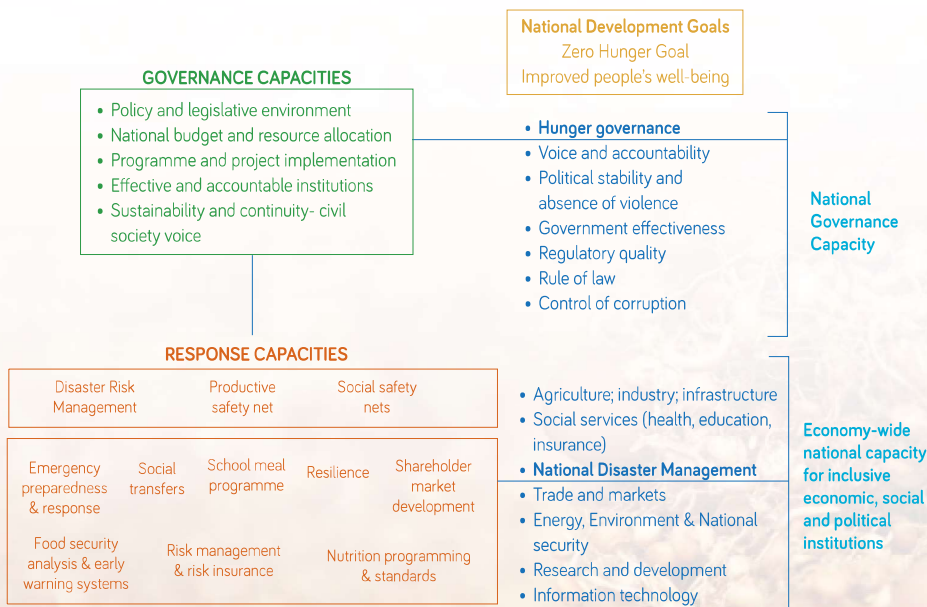 National Development Goals
Zero Hunger Goal
Improved people's well-being
GOVERNANCE CAPACITIES
• Policy and legislative environment
• National budget and resource allocation
• Programme and project implementation
• Effective and accountable institutions
• Sustainability and continuity- civil
society voice
• Hunger governance
• Voice and accountability
• Political stability and
absence of violence
• Government effectiveness
• Regulatory quality
• Rule of law
• Control of corruption
National
Governance
Capacity
RESPONSE CAPACITIES
Disaster Risk
Management
Productive
safety net
Social safety
nets
Emergency
preparedness
& response
Social
transfers
School meal
programme
Resilience
Shareholder
market
development
Food security
analysis & early
warning systems
Risk management
& risk insurance
Nutrition programming
& standards
• Agriculture; industry; infrastructure
• Social services (health, education,
insurance)
• National Disaster Management
• Trade and markets
• Energy, Environment & National
security
• Research and development
• Information technology
Economy-wide
national capacity
for inclusive
economic, social
and political
institutions